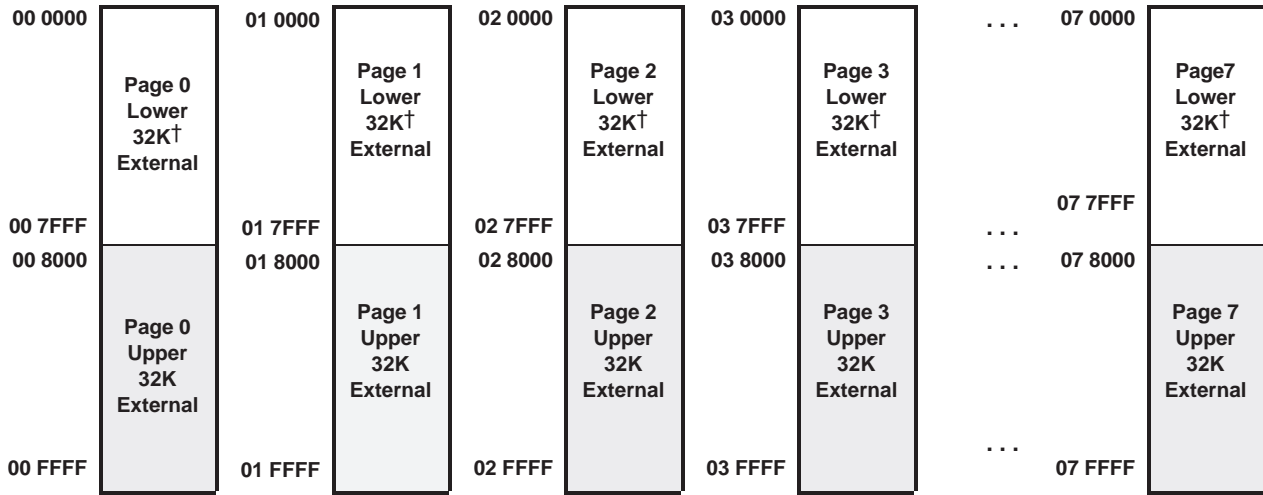 00 0000
01 0000
02 0000
03 0000
. . .
07 0000
Page 0
Lower
32K†
External
Page 1
Lower
32K†
External
Page 2
Lower
32K†
External
Page 3
Lower
32K†
External
Page7
Lower
32K†
External
00 7FFF
01 7FFF
02 7FFF
03 7FFF
. . .
07 7FFF
00 8000
01 8000
02 8000
03 8000
. . .
07 8000
Page 0
Upper
32K
External
Page 1
Upper
32K
External
Page 2
Upper
32K
External
Page 3
Upper
32K
External
Page 7
Upper
32K
External
00 FFFF
01 FFFF
02 FFFF
03 FFFF
. . .
07 FFFF